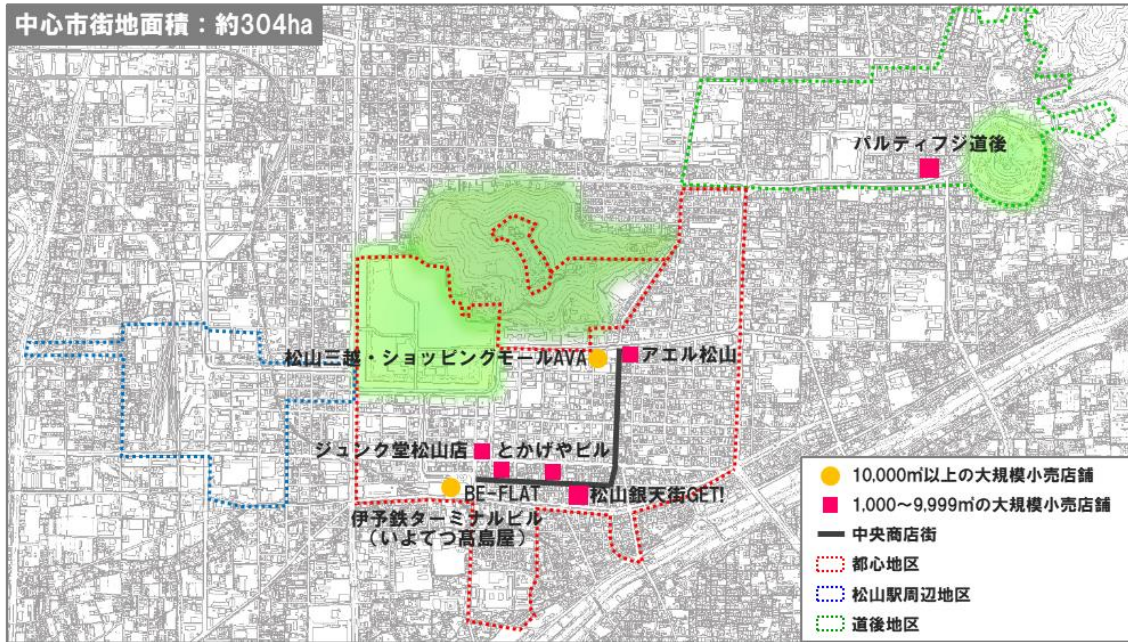 中心市街地面積：約304ha
パルティフジ道後
松山三越・ショッピングモールAVA
アエル松山
ジュンク堂松山店
とかげやビル
BE-FLAT
松山銀天街GET!
伊予鉄ターミナルビル
（いよてつ髙島屋）
10,000㎡以上の大規模小売店舗
1,000～9,999㎡の大規模小売店舗
中央商店街
都心地区
松山駅周辺地区
道後地区